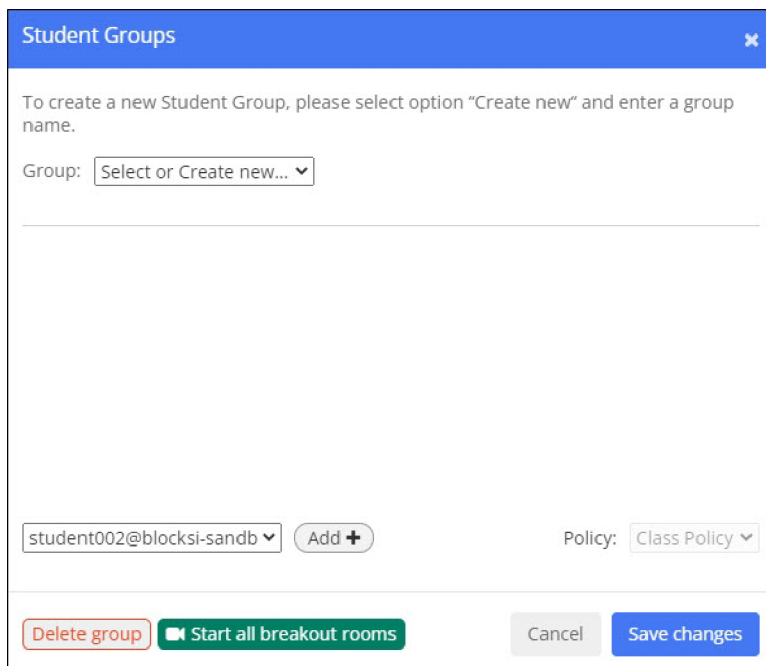 Student Groups
To create a new Student Group, please select option “Create new“ and enter a group
name.
Group: Select or Create new...
student002@blocksi-sandb Add Policy: Class Policy
Delete group Start all breakout rooms Cancel Save changes